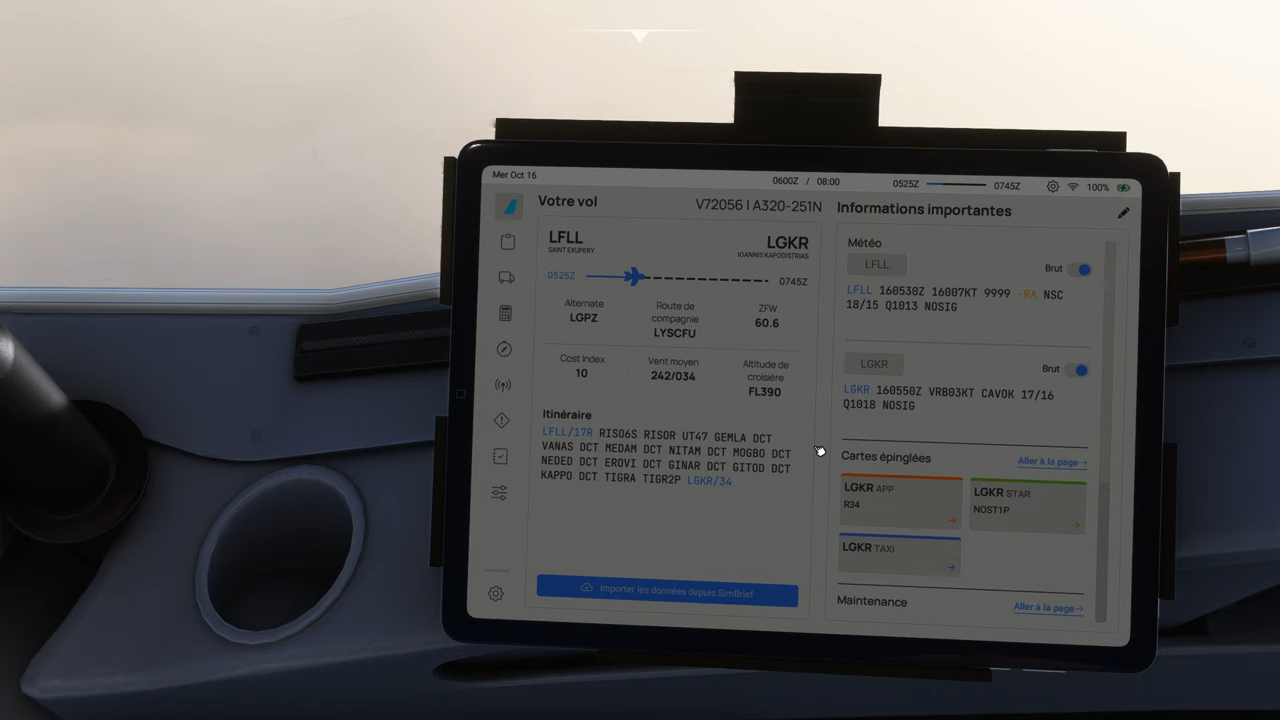 Mer Oct 16
0600Z / 08:00
0525Z 0745Z
100%
Votre vol
V72056 | A320-251N
LFLL
SAINT EXUPERY
LGKR
IOANNIS KAPODISTRIAS
0525Z
0745Z
Alternate
LGPZ
Route de
compagnie
LYSCFU
ZFW
60.6
Cost Index
10
Vent moyen
242/034
Altitude de
croisière
FL390
Itinéraire
LFLL/17R RISO6S RISOR UT47 GEMLA DCT
VANAS DCT MEDAM DCT NITAM DCT MOGBO DCT
NEDED DCT EROVI DCT GINAR DCT GITOD DCT
KAPPO DCT TIGRA TIGR2P LGKR/34
Importer les données depuis SimBrief
Informations importantes
Météo
LFLL
Brut
LFLL 160530Z 16007KT 9999 -RA NSC
18/15 Q1013 NOSIG
LGKR
Brut
LGKR 160550Z VRB03KT CAVOK 17/16
Q1018 NOSIG
Cartes épinglées
Aller à la page→
LGKR APP
R34
→
LGKR STAR
NOST1P
→
LGKR TAXI
→
Maintenance
Aller à la page→